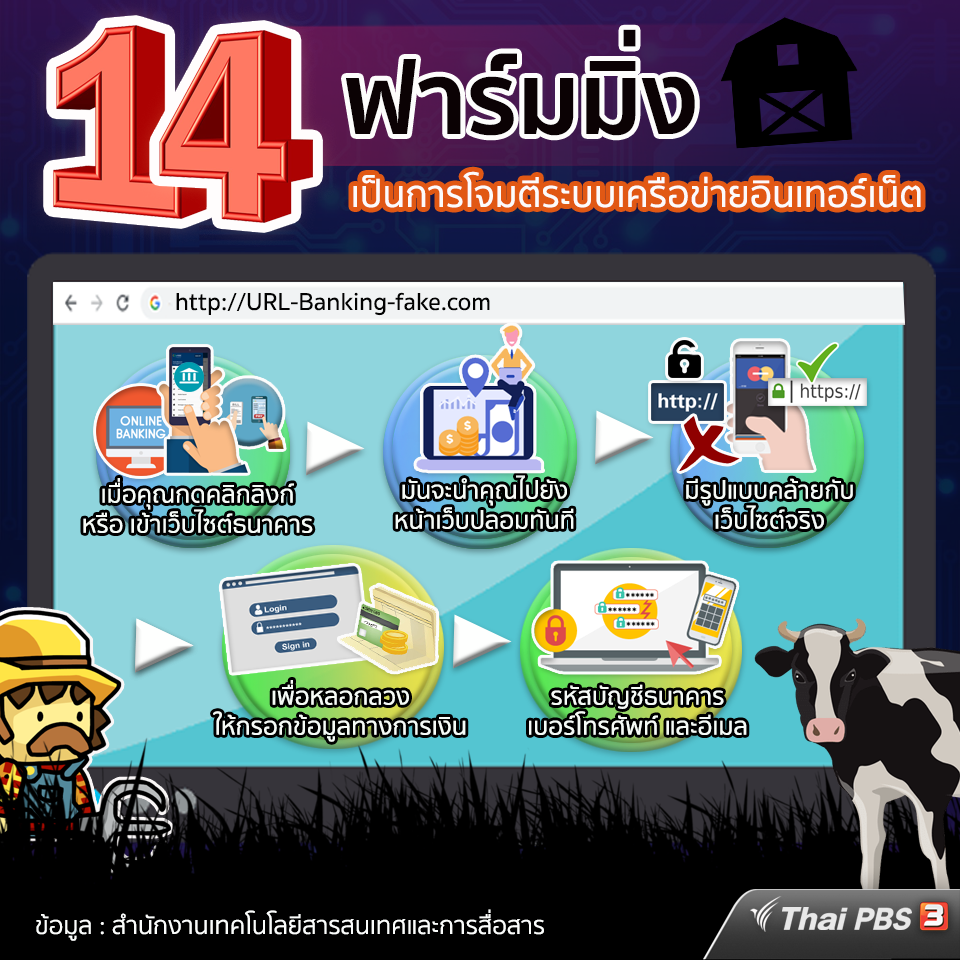 14
ฟาร์มมิ่ง
เป็นการโจมตีระบบเครือข่ายอินเทอร์เน็ต
http://URL-Banking-fake.com
ONLINE
BANKING
http://
https://
เมื่อคุณกดคลิกลิงก์
หรือ เข้าเว็บไซต์ธนาคาร
มันจะนำคุณไปยัง
หน้าเว็บปลอมทันที
มีรูปแบบคล้ายกับ
เว็บไซต์จริง
Login
Sign in
เพื่อหลอกลวง
ให้กรอกข้อมูลทางการเงิน
รหัสบัญชีธนาคาร
เบอร์โทรศัพท์ และอีเมล
ข้อมูล : สำนักงานเทคโนโลยีสารสนเทศและการสื่อสาร
Thai PBS 3